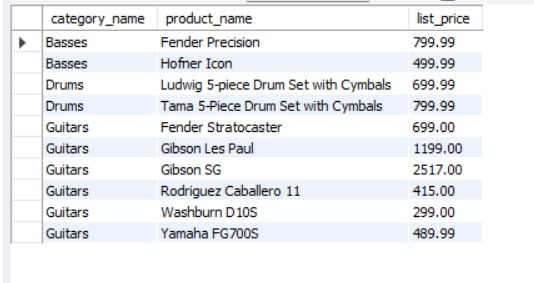 category_name product_name list_price
Basses Fender Precision 799.99
Basses Hofner Icon 499.99
Drums Ludwig 5-piece Drum Set with Cymbals 699.99
Drums Tama 5-Piece Drum Set with Cymbals 799.99
Guitars Fender Stratocaster 699.00
Guitars Gibson Les Paul 1199.00
Guitars Gibson SG 2517.00
Guitars Rodriguez Caballero 11 415.00
Guitars Washburn D10S 299.00
Guitars Yamaha FG700S 489.99